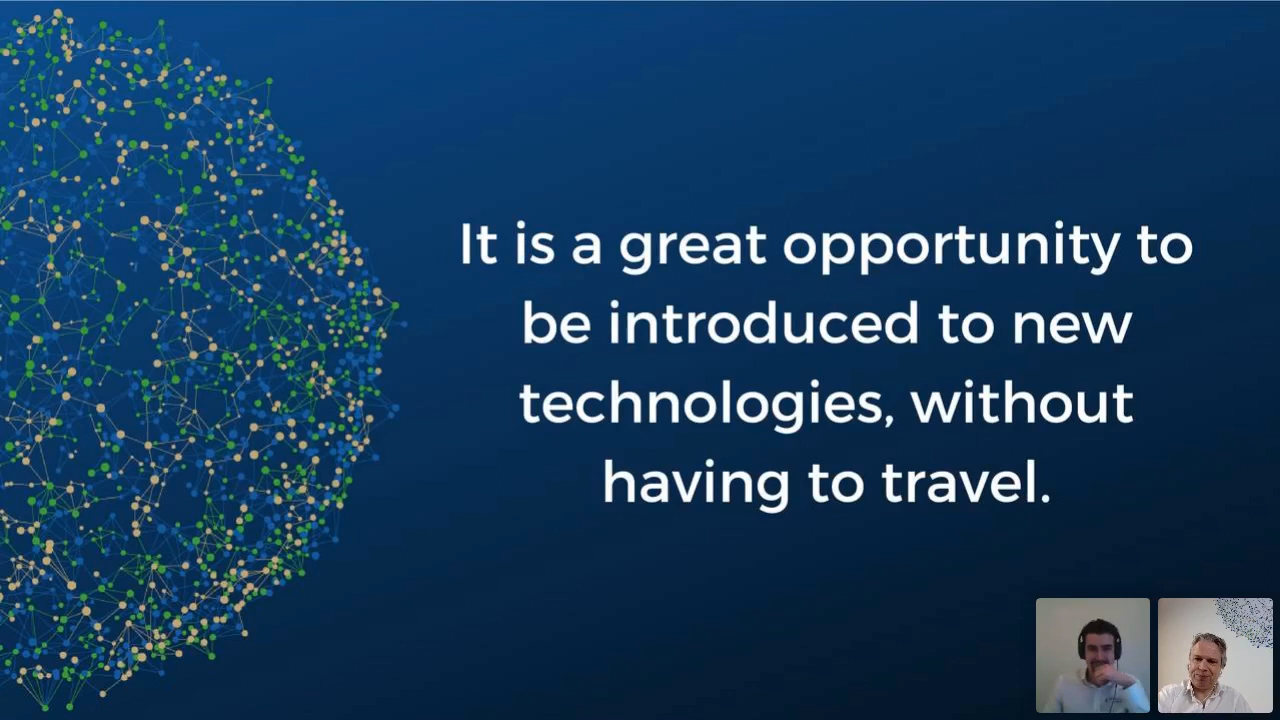 It is a great opportunity to
be introduced to new
technologies, without
having to travel.